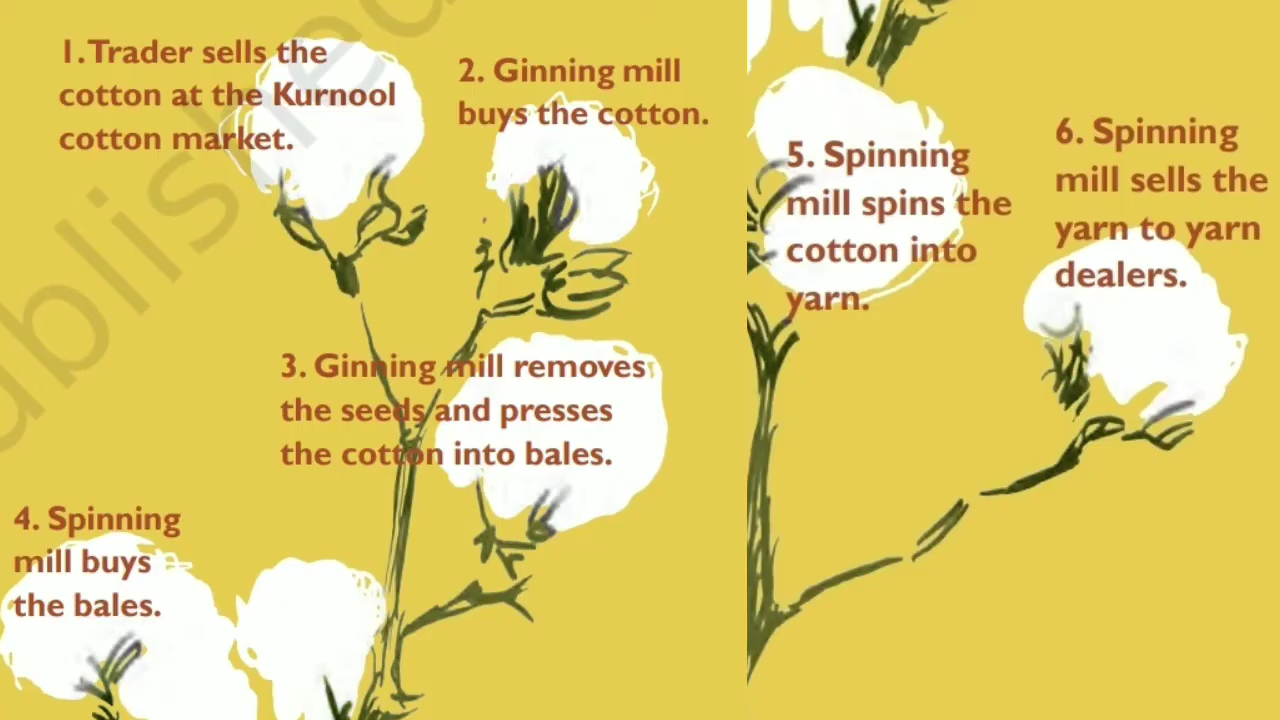 1. Trader sells the
cotton at the Kurnool
cotton market.
2. Ginning mill
buys the cotton.
3. Ginning mill removes
the seeds and presses
the cotton into bales.
4. Spinning
mill buys
the bales.
5. Spinning
mill spins the
cotton into
yarn.
6. Spinning
mill sells the
yarn to yarn
dealers.